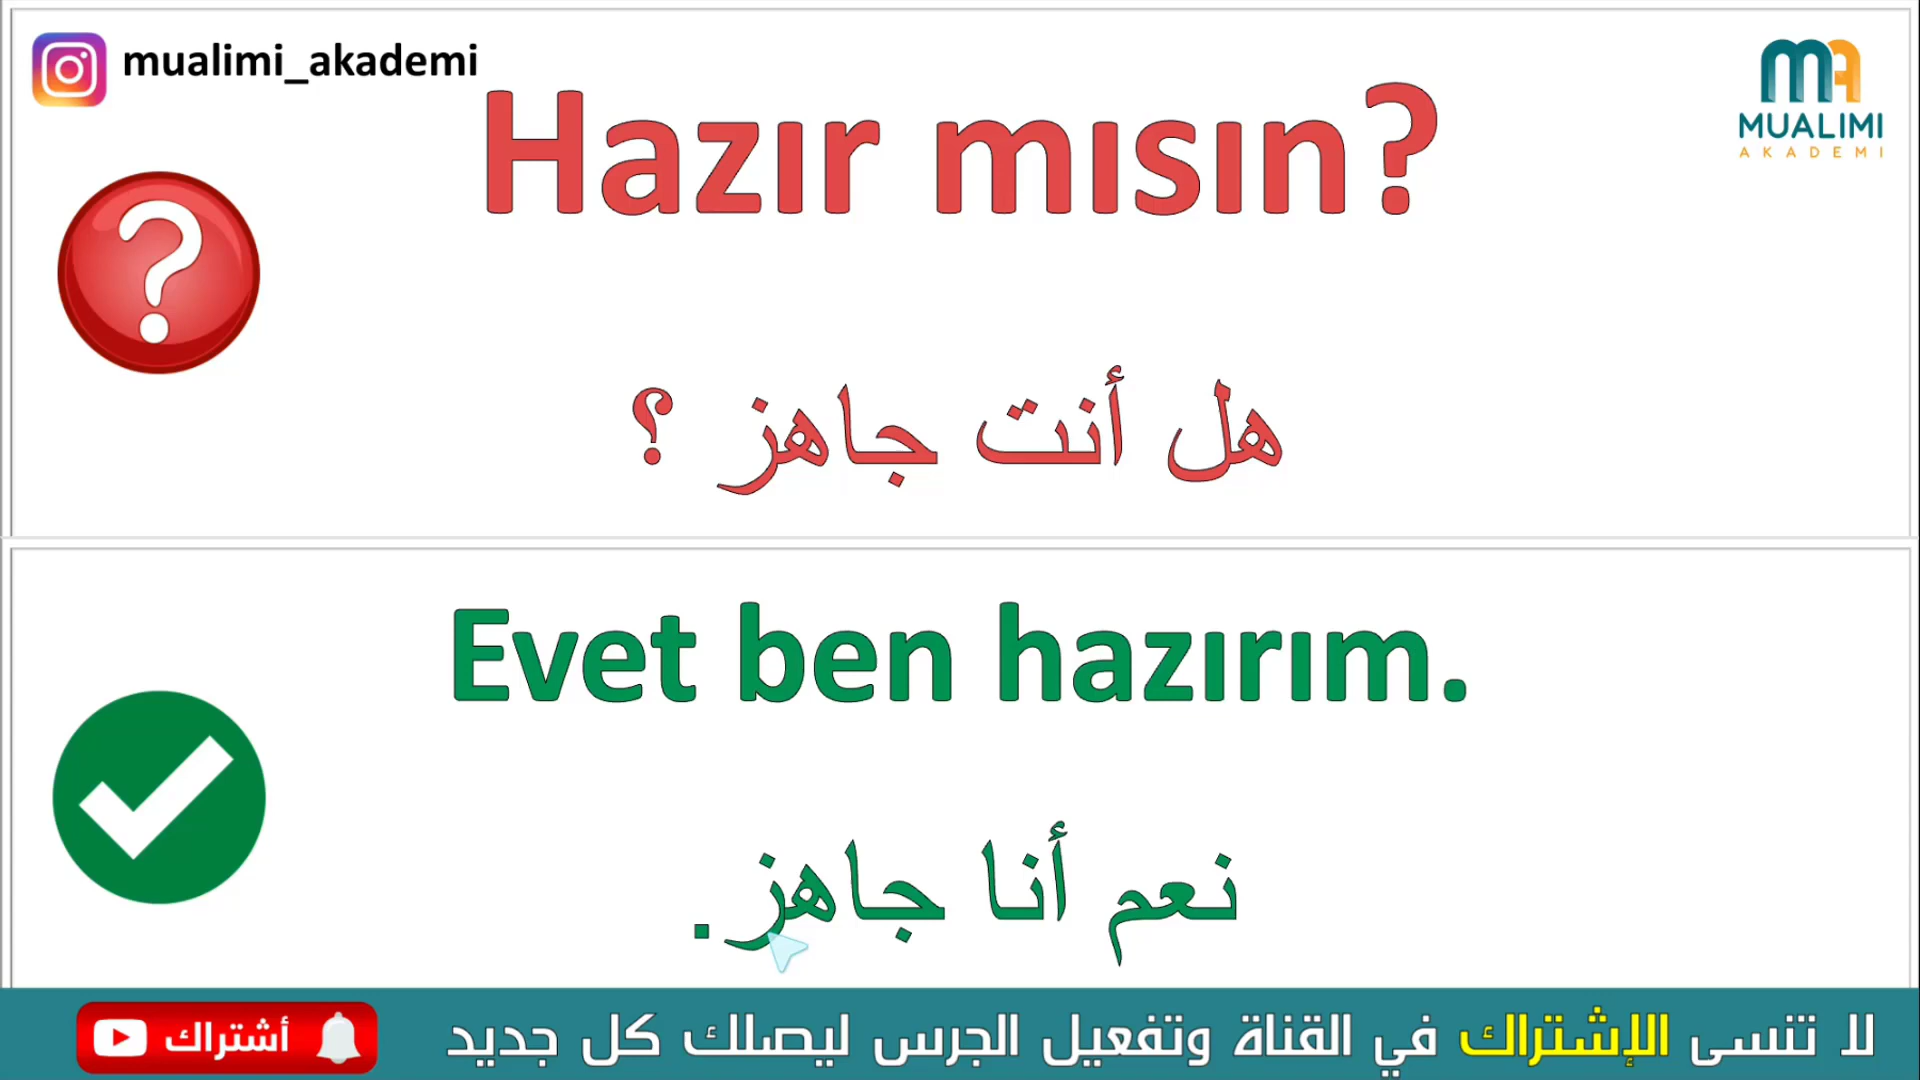 mualimi_akademi
MUALIMI
AKADEMI
Hazır mısın?
هل أنت جاهز ؟
Evet ben hazırım.
نعم أنا جاهز.
لا تنسى الإشتراك في القناة وتفعيل الجرس ليصلك كل جديد
أشتراك